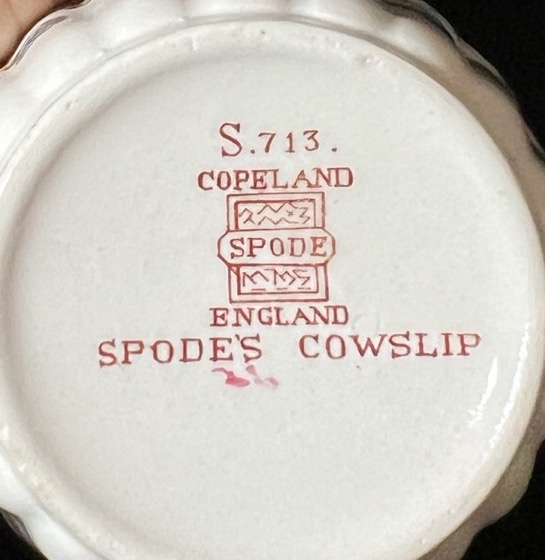 S.713.
COPELAND
SPODE
ENGLAND
SPODE'S COWSLIP